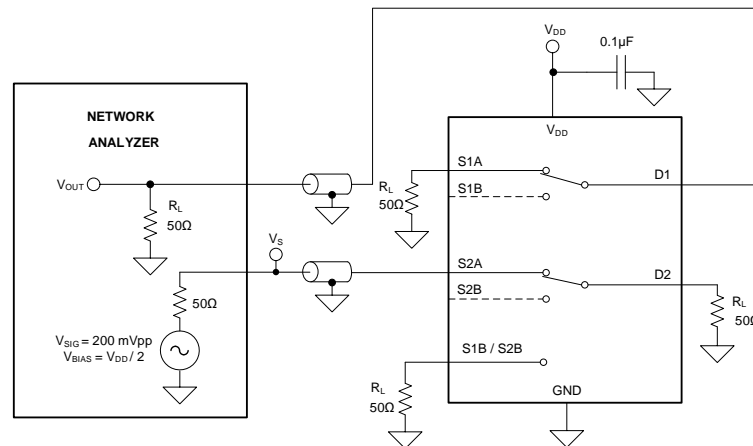 V_DD
0.1µF
NETWORK
ANALYZER
V_DD
V_OUT
S1A
D1
R_L
50Ω
S1B
R_L
50Ω
V_S
S2A
D2
S2B
50Ω
R_L
50Ω
V_SIG = 200 mVpp
V_BIAS = V_DD / 2
S1B / S2B
R_L
50Ω
GND